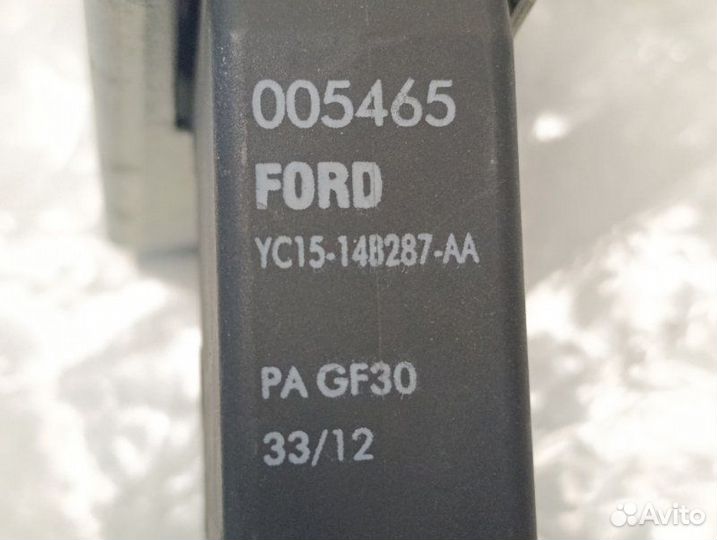 005465
FORD
YC15-14B287-AA
PA GF30
33/12
Avito